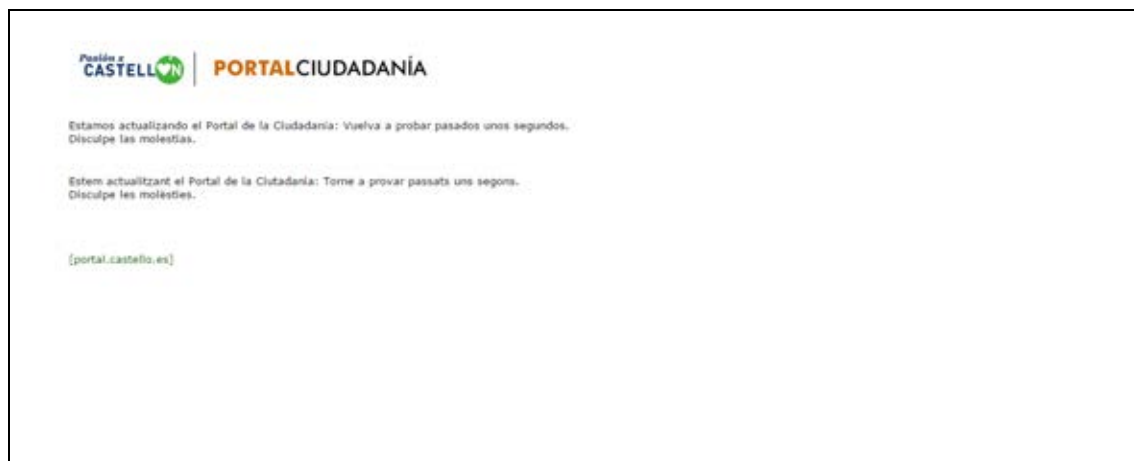 Pasión x
CASTELLÓN
PORTALCIUDADANÍA
Estamos actualizando el Portal de la Ciudadanía: Vuelva a probar pasados unos segundos.
Disculpe las molestias.
Estem actualitzant el Portal de la Ciutadania: Torne a provar passats uns segons.
Disculpe les molèsties.
[portal.castello.es]